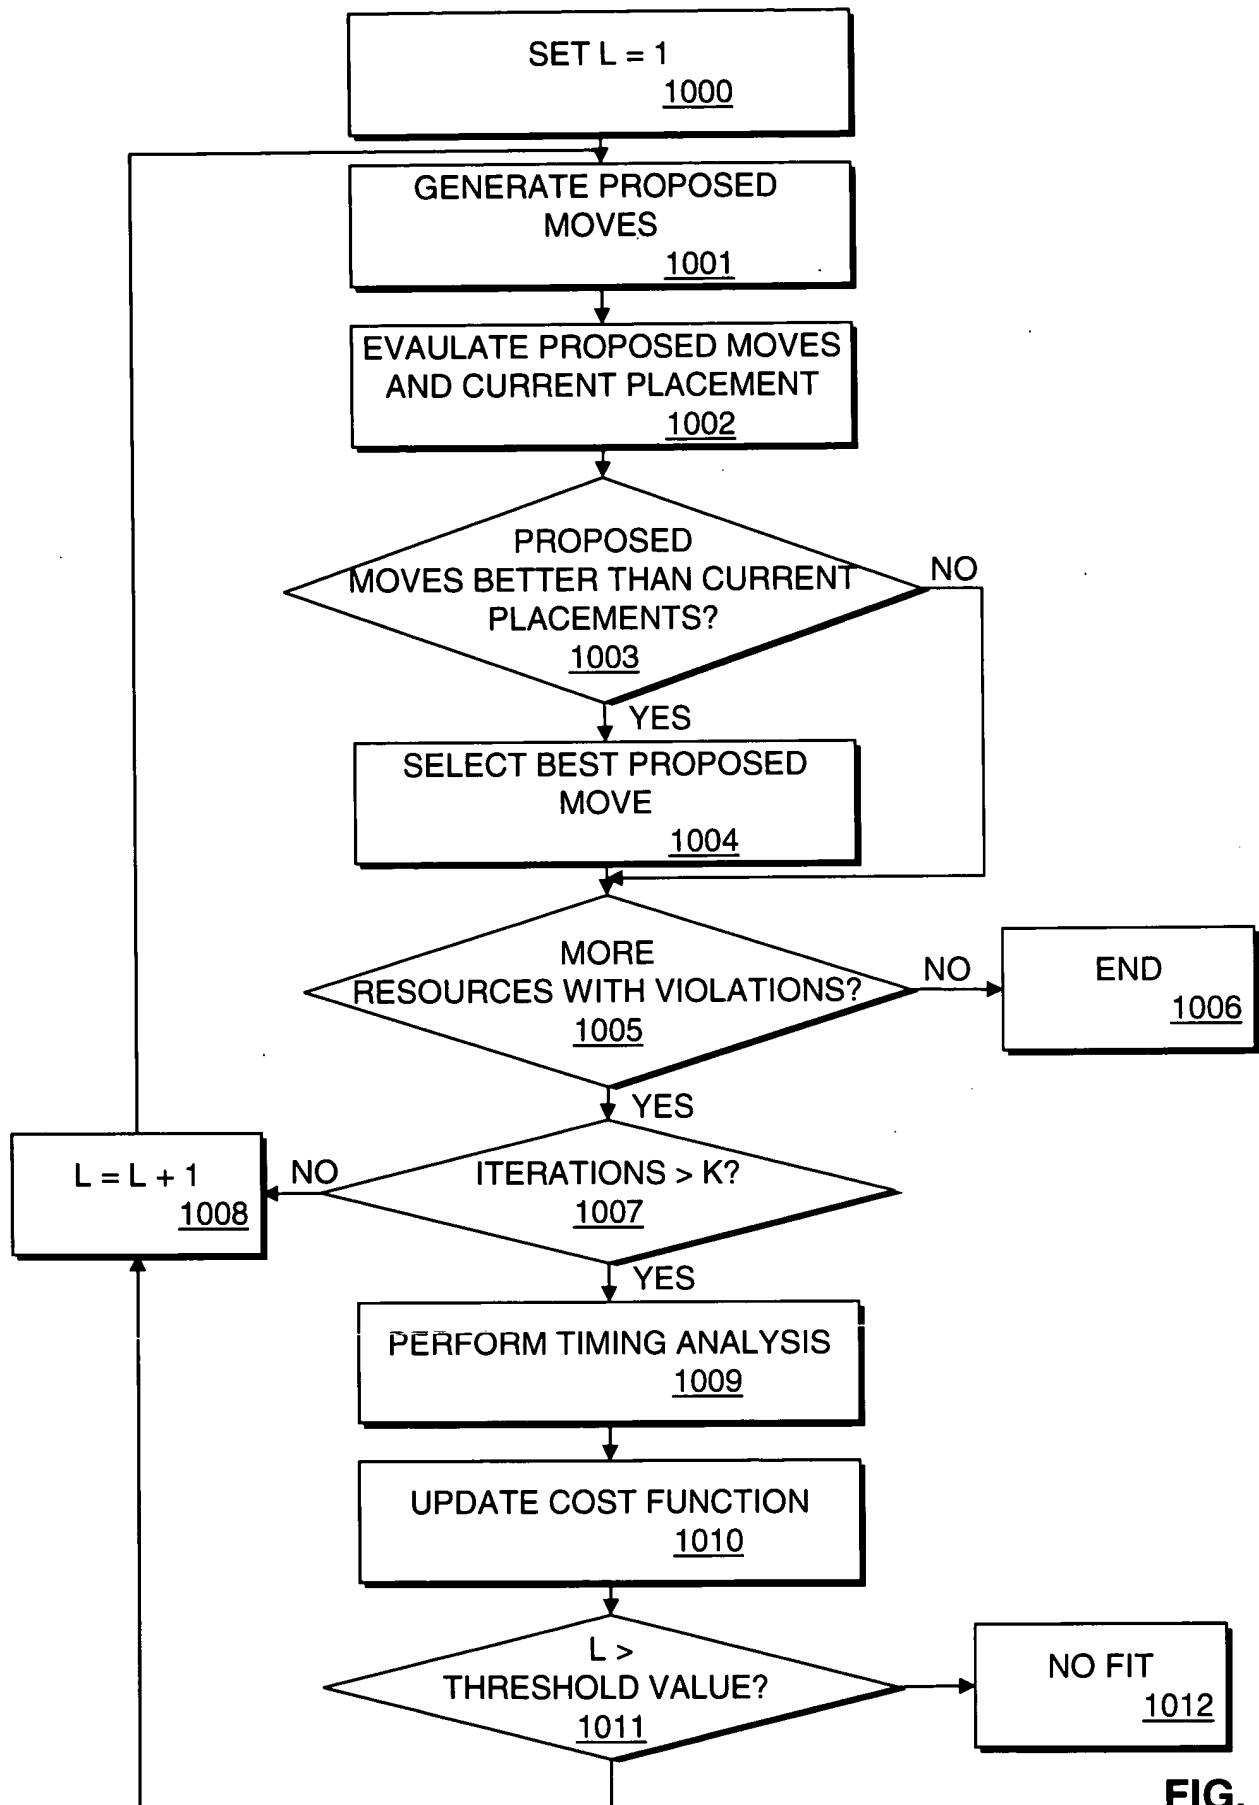 SET L = 1
1000
GENERATE PROPOSED
MOVES
1001
EVAULATE PROPOSED MOVES
AND CURRENT PLACEMENT
1002
PROPOSED
MOVES BETTER THAN CURRENT
PLACEMENTS?
1003
NO
YES
SELECT BEST PROPOSED
MOVE
1004
MORE
RESOURCES WITH VIOLATIONS?
1005
NO
END
1006
YES
ITERATIONS > K?
1007
NO
L = L + 1
1008
YES
PERFORM TIMING ANALYSIS
1009
UPDATE COST FUNCTION
1010
L >
THRESHOLD VALUE?
1011
NO FIT
1012
FIG.